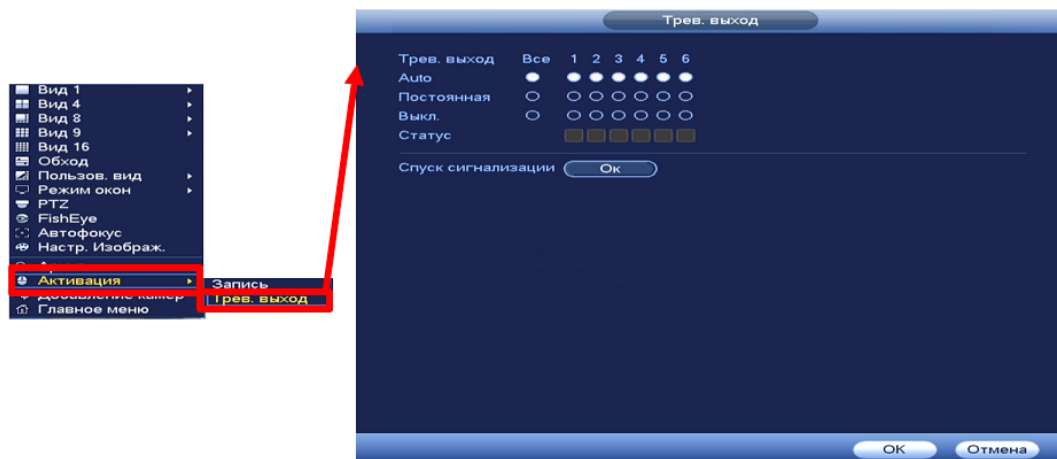 Вид 1
Вид 4
Вид 8
Вид 9
Вид 16
Обход
Пользов. вид
Режим окон
PTZ
FishEye
Автофокус
Настр. Изображ.
Активация
Добавление камер
Главное меню
Запись
Трев. выход
Трев. выход
Трев. выход Все 1 2 3 4 5 6
Auto
Постоянная
Выкл.
Статус
Спуск сигнализации Ок
OK Отмена